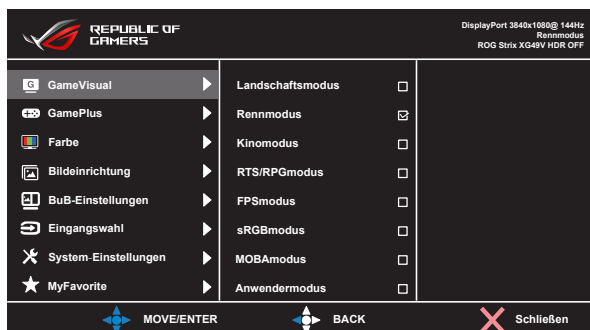 REPUBLIC OF
GAMERS
DisplayPort 3840x1080@ 144Hz
Rennmodus
ROG Strix XG49V HDR OFF
G GameVisual
GamePlus
Farbe
Bildeinrichtung
BuB-Einstellungen
Eingangswahl
System-Einstellungen
MyFavorite
Landschaftsmodus
Rennmodus
Kinomodus
RTS/RPGmodus
FPSmodus
sRGBmodus
MOBAmodus
Anwendermodus
MOVE/ENTER
BACK
Schließen